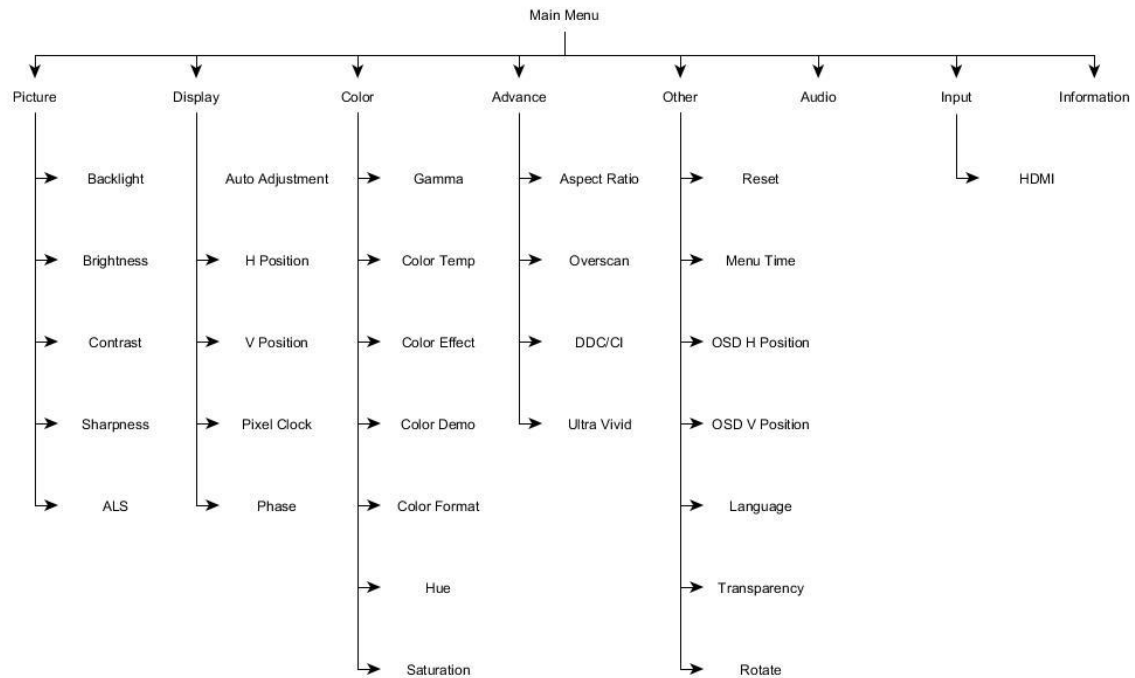 Main Menu
Picture
Display
Color
Advance
Other
Audio
Input
Information
Backlight
Auto Adjustment
Gamma
Aspect Ratio
Reset
HDMI
Brightness
H Position
Color Temp
Overscan
Menu Time
Contrast
V Position
Color Effect
DDC/CI
OSD H Position
Sharpness
Pixel Clock
Color Demo
Ultra Vivid
OSD V Position
ALS
Phase
Color Format
Language
Hue
Transparency
Saturation
Rotate